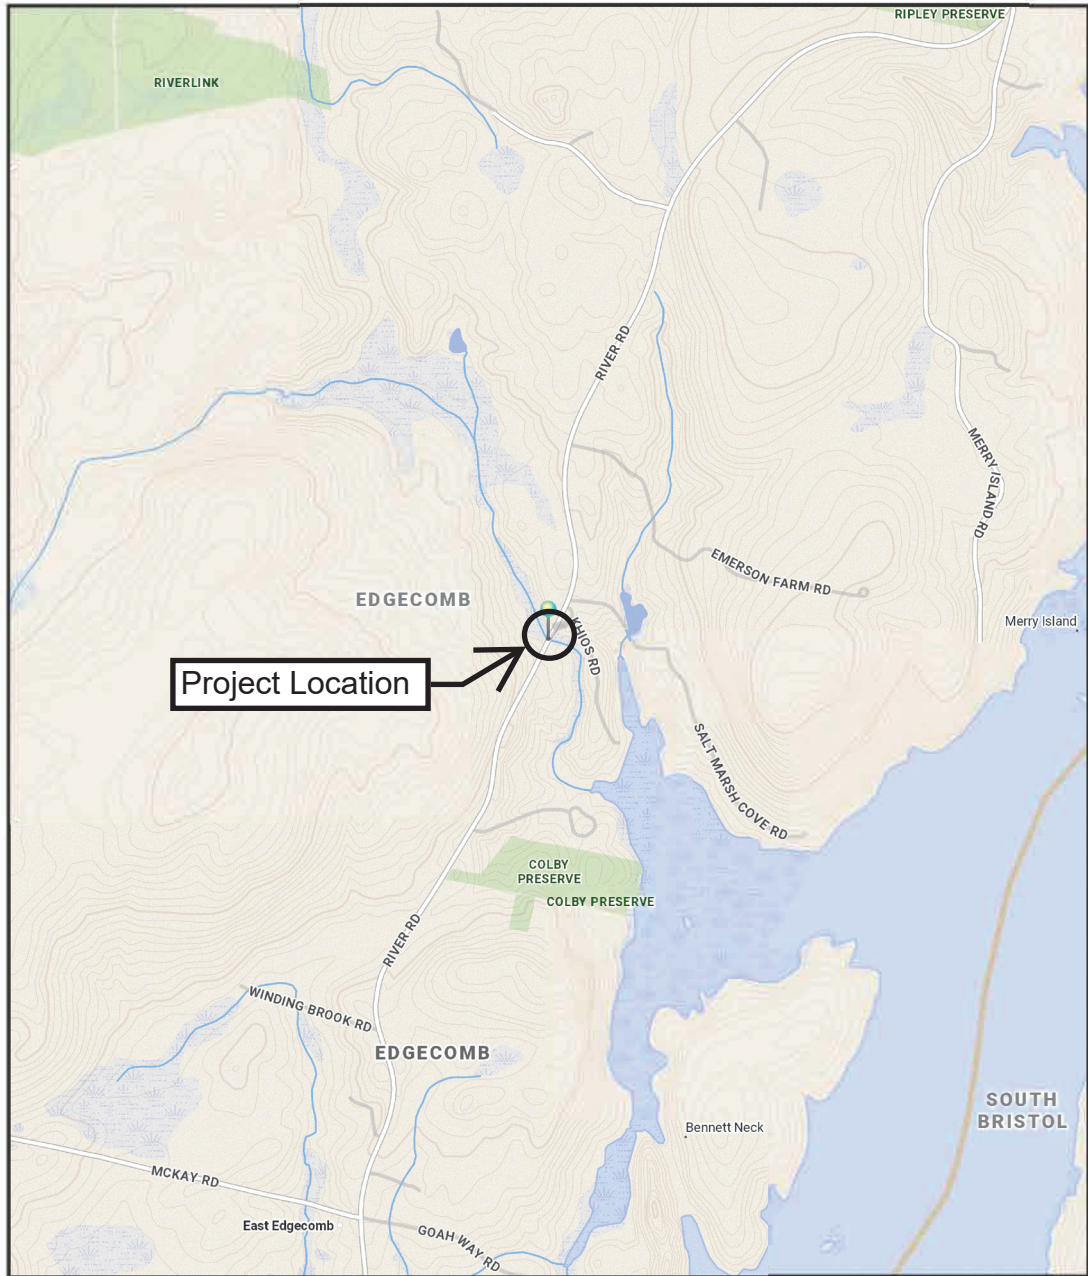 RIPLEY PRESERVE
RIVERLINK
RIVER RD
MERRY ISLAND RD
EMERSON FARM RD
EDGECOMB
Merry Island
KHIOS RD
Project Location
SALT MARSH COVE RD
COLBY
PRESERVE
COLBY PRESERVE
RIVER RD
WINDING BROOK RD
EDGECOMB
SOUTH
BRISTOL
Bennett Neck
MCKAY RD
East Edgecomb
GOAH WAY RD